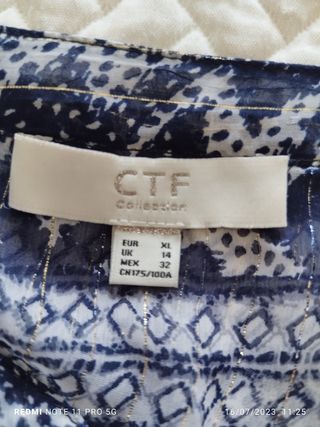 CTF
Collection
EUR XL
UK 14
MEX 32
CN175/100A
REDMI NOTE 11 PRO 5G
16/07/2023 11:25